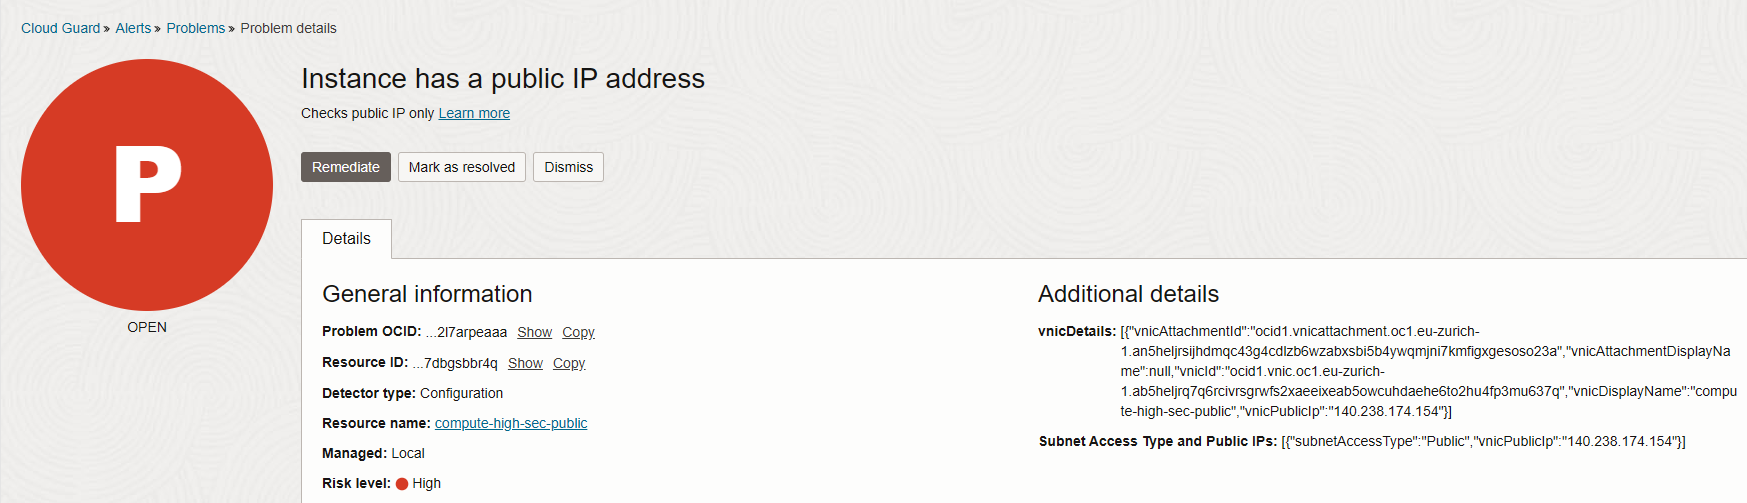 Cloud Guard » Alerts » Problems » Problem details
P
OPEN
Instance has a public IP address
Checks public IP only Learn more
Remediate Mark as resolved Dismiss
Details
General information
Problem OCID: ...2l7arpeaaa Show Copy
Resource ID: ...7dbgsbbr4q Show Copy
Detector type: Configuration
Resource name: compute-high-sec-public
Managed: Local
Risk level: High
Additional details
vnicDetails: [{"vnicAttachmentId":"ocid1.vnicattachment.oc1.eu-zurich-
1.an5heljrsijhdmqc43g4cdlzb6wzabxsbi5b4ywqmjni7kmfigxgesoso23a","vnicAttachmentDisplayNa
me":null,"vnicId":"ocid1.vnic.oc1.eu-zurich-
1.ab5heljrq7q6rcivrsgrwfs2xaeeixeab5owcuhdaehe6to2hu4fp3mu637q","vnicDisplayName":"compu
te-high-sec-public","vnicPublicIp":"140.238.174.154"}]
Subnet Access Type and Public IPs: [{"subnetAccessType":"Public","vnicPublicIp":"140.238.174.154"}]